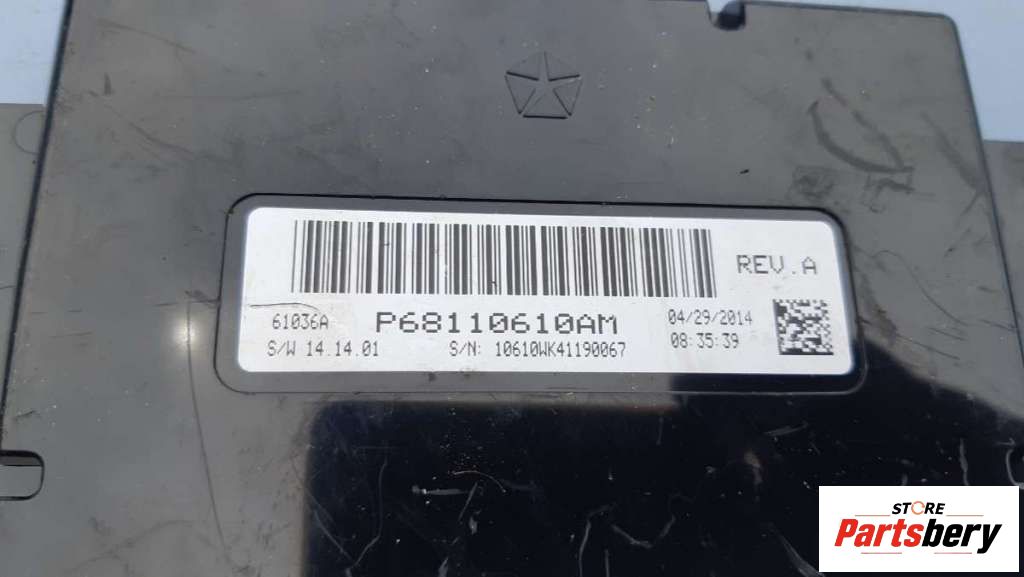 REV.A
61036A P68110610AM 04/29/2014
S/W 14.14.01 S/N: 10610WK41190067 08:35:39
STORE
Partsbery